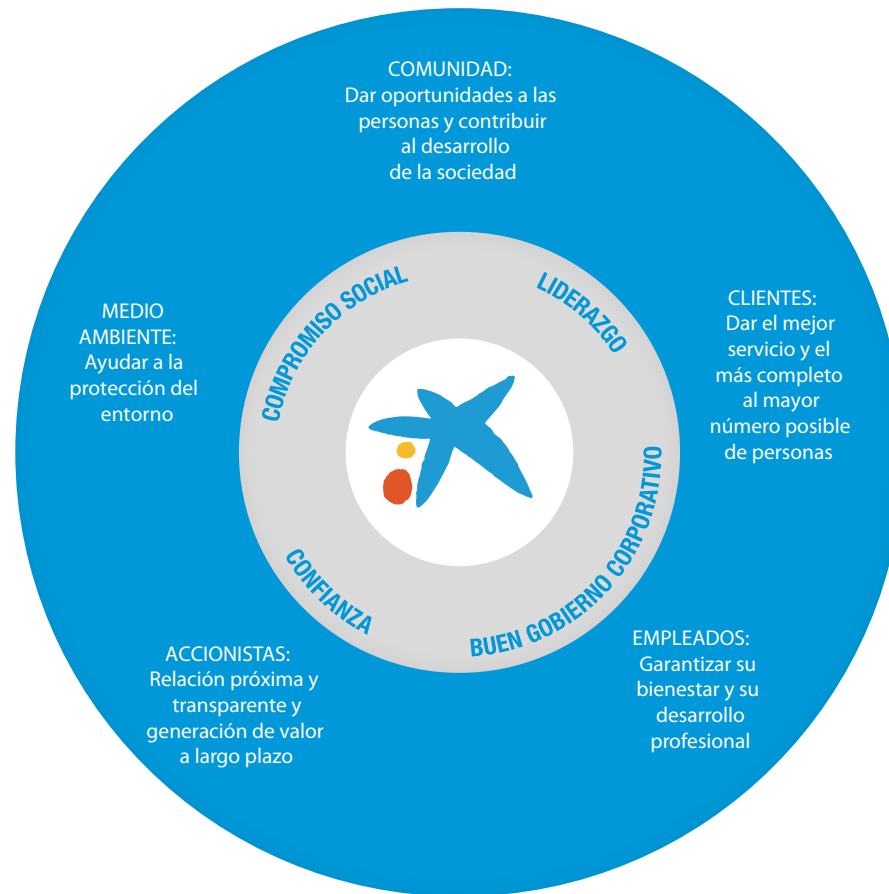 COMUNIDAD:
Dar oportunidades a las
personas y contribuir
al desarrollo
de la sociedad
COMPROMISO SOCIAL
LIDERAZGO
MEDIO
AMBIENTE:
Ayudar a la
protección del
entorno
CLIENTES:
Dar el mejor
servicio y el
más completo
al mayor
número posible
de personas
CONFIANZA
BUEN GOBIERNO CORPORATIVO
ACCIONISTAS:
Relación próxima y
transparente y
generación de valor
a largo plazo
EMPLEADOS:
Garantizar su
bienestar y su
desarrollo
profesional